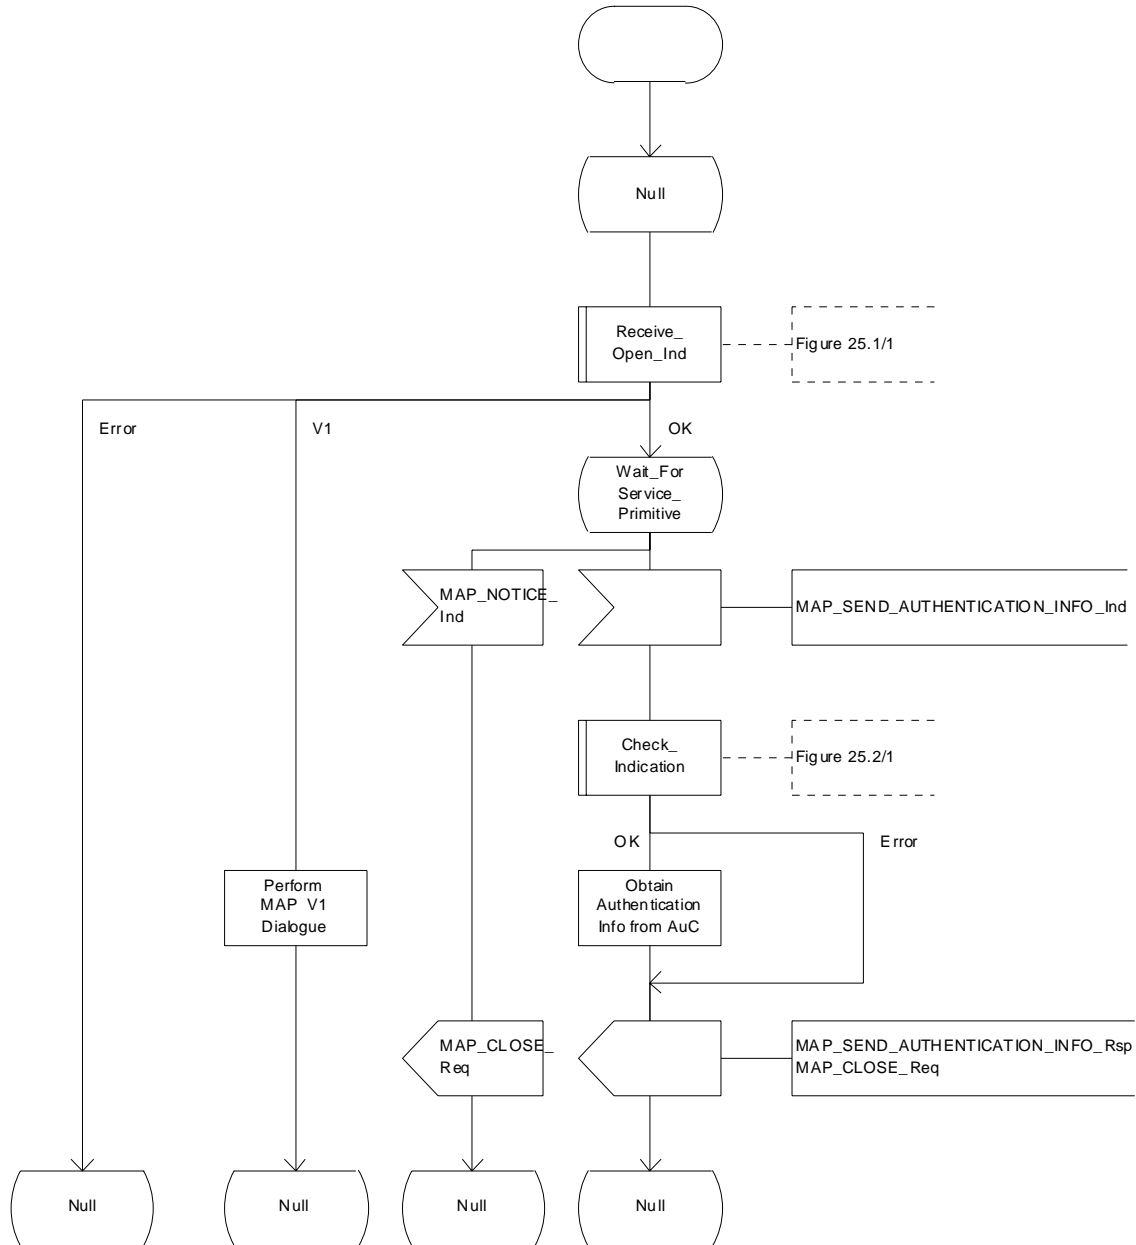 Null
Receive_
Open_Ind
Figure 25.1/1
Error
V1
OK
Wait_For
Service_
Primitive
MAP_NOTICE_
Ind
MAP_SEND_AUTHENTICATION_INFO_Ind
Check_
Indication
Figure 25.2/1
OK
Error
Perform
MAP V1
Dialogue
Obtain
Authentication
Info from AuC
MAP_CLOSE_
Req
MAP_SEND_AUTHENTICATION_INFO_Rsp
MAP_CLOSE_Req
Null
Null
Null
Null